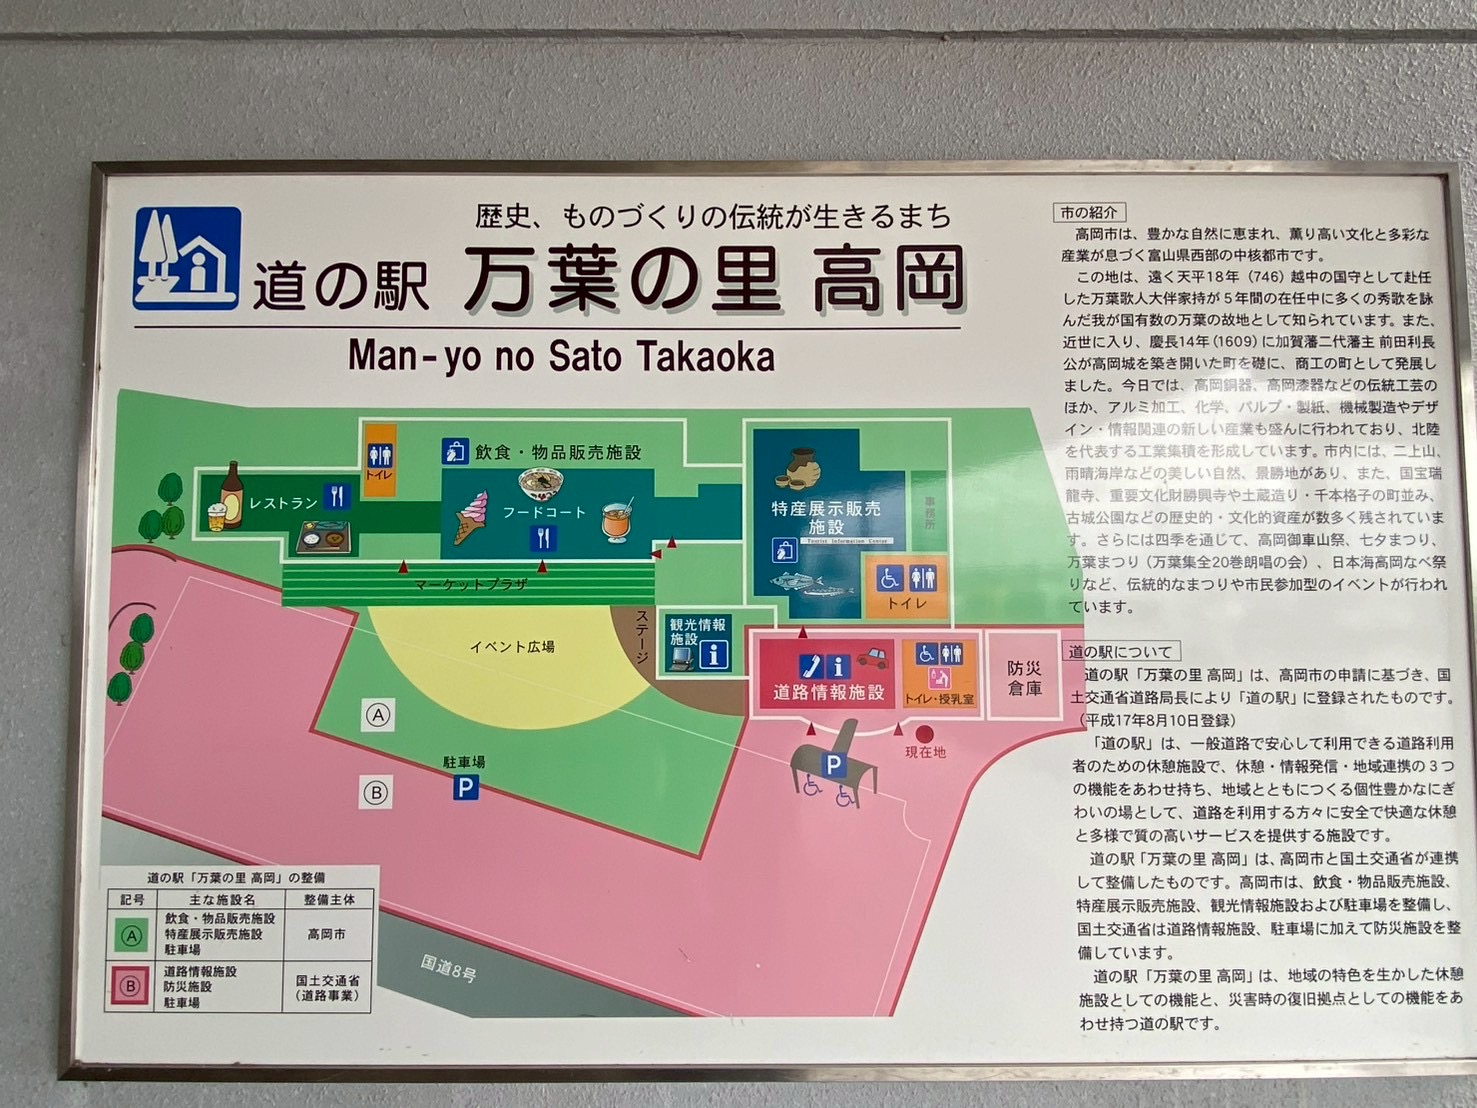 歴史、ものづくりの伝統が生きるまち
道の駅 万葉の里 高岡
Man-yo no Sato Takaoka
トイレ
飲食・物品販売施設
レストラン
フードコート
マーケットプラザ
特産展示販売
施設
Tourist Information Center
事務所
トイレ
イベント広場
ステージ
観光情報
施設
道路情報施設
トイレ・授乳室
防災
倉庫
現在地
P
A
駐車場
P
B
国道8号
道の駅「万葉の里 高岡」の整備
記号 主な施設名 整備主体
A
飲食・物品販売施設
特産展示販売施設
駐車場
高岡市
B
道路情報施設
防災施設
駐車場
国土交通省
(道路事業)
市の紹介
高岡市は、豊かな自然に恵まれ、薫り高い文化と多彩な
産業が息づく富山県西部の中核都市です。
この地は、遠く天平18年(746)越中の国守として赴任
した万葉歌人大伴家持が5年間の在任中に多くの秀歌を詠
んだ我が国有数の万葉の故地として知られています。また、
近世に入り、慶長14年(1609)に加賀藩二代藩主 前田利長
公が高岡城を築き開いた町を礎に、商工の町として発展し
ました。今日では、高岡銅器、高岡漆器などの伝統工芸の
ほか、アルミ加工、化学、パルプ・製紙、機械製造やデザ
イン・情報関連の新しい産業も盛んに行われており、北陸
を代表する工業集積を形成しています。市内には、二上山、
雨晴海岸などの美しい自然、景勝地があり、また、国宝瑞
龍寺、重要文化財勝興寺や土蔵造り・千本格子の町並み、
古城公園などの歴史的・文化的資産が数多く残されていま
す。さらには四季を通じて、高岡御車山祭、七夕まつり、
万葉まつり(万葉集全20巻朗唱の会)、日本海高岡なべ祭
りなど、伝統的なまつりや市民参加型のイベントが行われ
ています。
道の駅について
道の駅「万葉の里 高岡」は、高岡市の申請に基づき、国
土交通省道路局長により「道の駅」に登録されたものです。
(平成17年8月10日登録)
「道の駅」は、一般道路で安心して利用できる道路利用
者のための休憩施設で、休憩・情報発信・地域連携の3つ
の機能をあわせ持ち、地域とともにつくる個性豊かなにぎ
わいの場として、道路を利用する方々に安全で快適な休憩
と多様で質の高いサービスを提供する施設です。
道の駅「万葉の里 高岡」は、高岡市と国土交通省が連携
して整備したものです。高岡市は、飲食・物品販売施設、
特産展示販売施設、観光情報施設および駐車場を整備し、
国土交通省は道路情報施設、駐車場に加えて防災施設を整
備しています。
道の駅「万葉の里 高岡」は、地域の特色を生かした休憩
施設としての機能と、災害時の復旧拠点としての機能をあ
わせ持つ道の駅です。